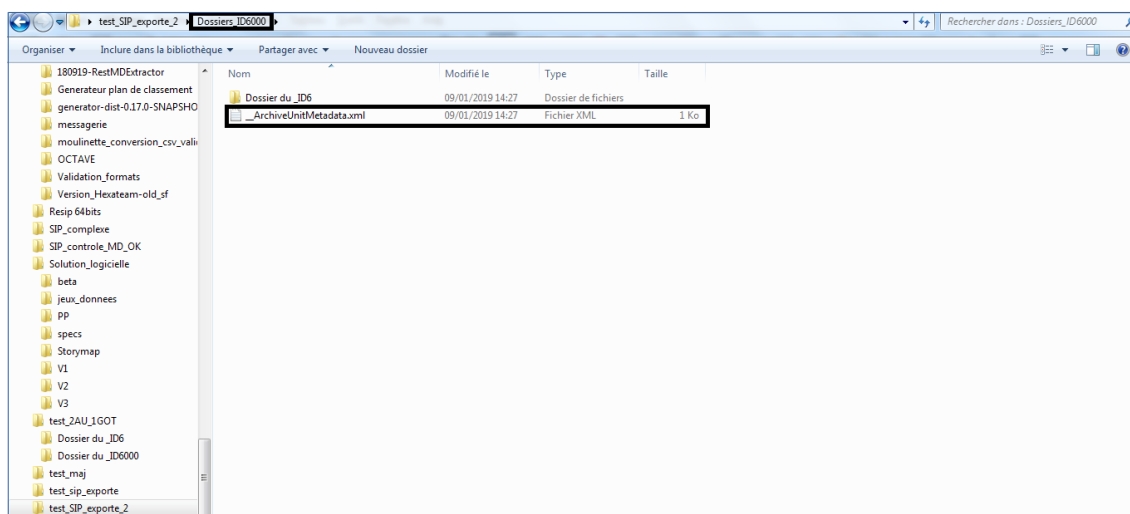 test_SIP_exporte_2 Dossiers_ID6000 Rechercher dans : Dossiers_ID6000
Organiser Inclure dans la bibliothèque Partager avec Nouveau dossier
180919-RestMDExtractor
Generateur plan de classement
generator-dist-0.17.0-SNAPSHO
messagerie
moulinette_conversion_csv_vali
OCTAVE
Validation_formats
Version_Hexateam-old_sf
Resip 64bits
SIP_complexe
SIP_controle_MD_OK
Solution_logicielle
beta
jeux_donnees
PP
specs
Storymap
V1
V2
V3
test_2AU_1GOT
Dossier du _ID6
Dossier du _ID6000
test_maj
test_sip_exporte
test_SIP_exporte_2
Nom Modifié le Type Taille
Dossier du _ID6 09/01/2019 14:27 Dossier de fichiers
__ArchiveUnitMetadata.xml 09/01/2019 14:27 Fichier XML 1 Ko